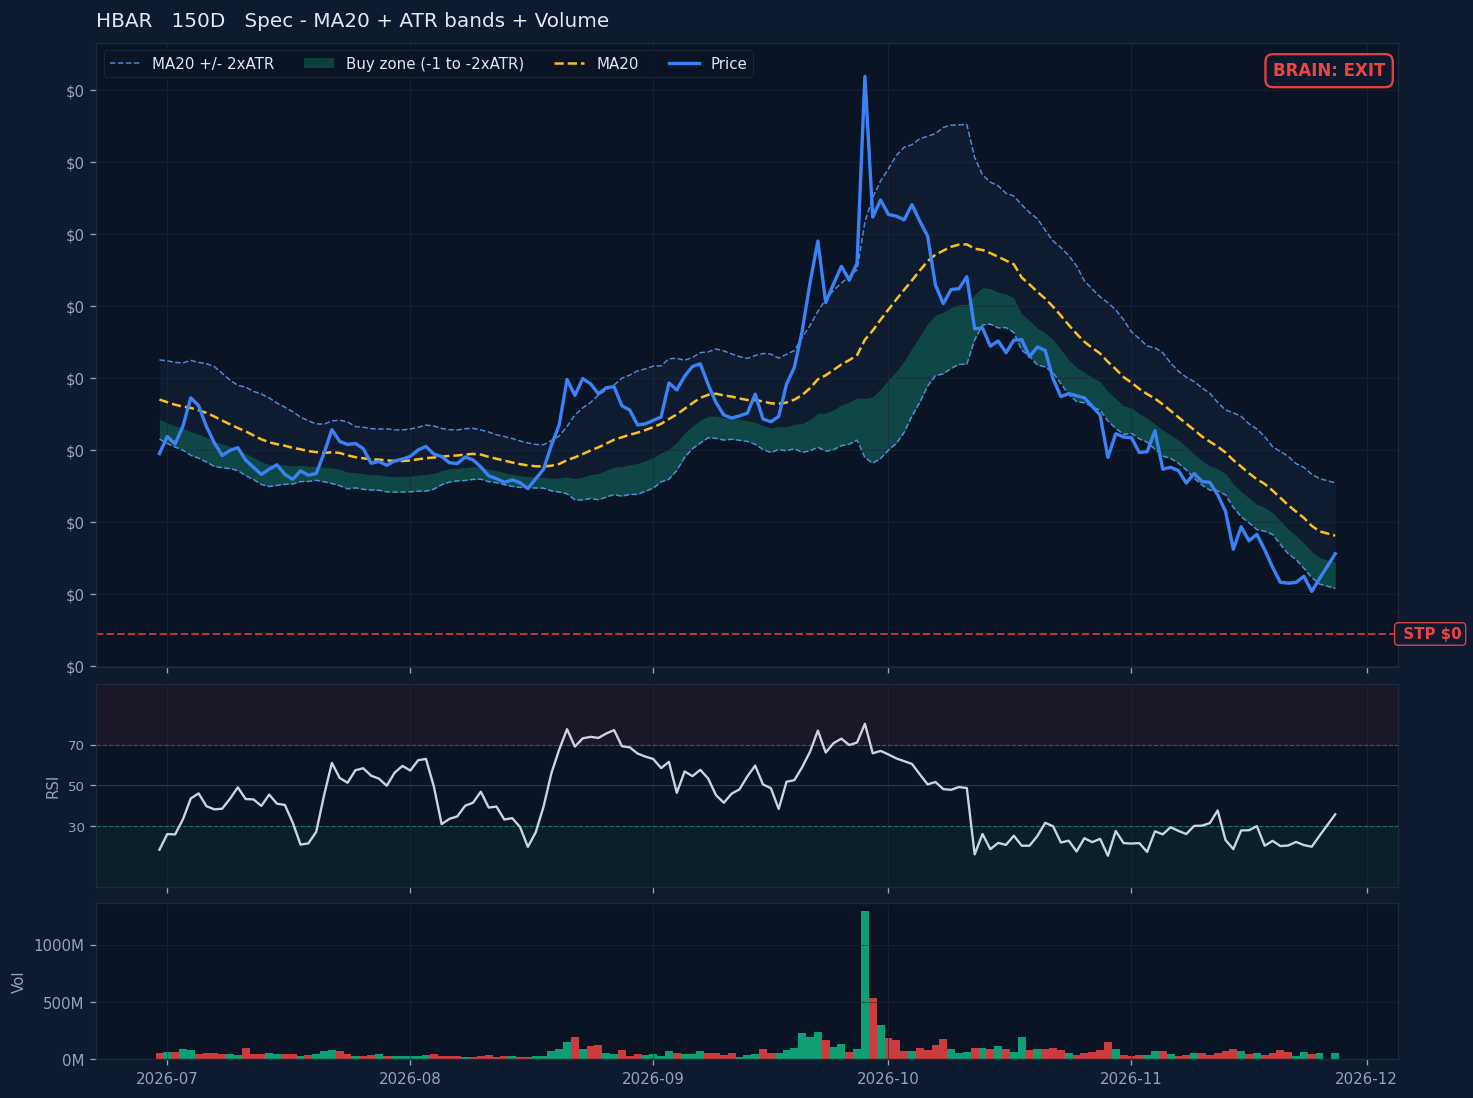 HBAR   150D   Spec - MA20 + ATR bands + Volume
MA20 +/- 2xATR   Buy zone (-1 to -2xATR)   MA20   Price
BRAIN: EXIT
$0
$0
$0
$0
$0
$0
$0
$0
$0
STP $0
70
50
30
RSI
1000M
500M
0M
Vol
2026-07   2026-08   2026-09   2026-10   2026-11   2026-12